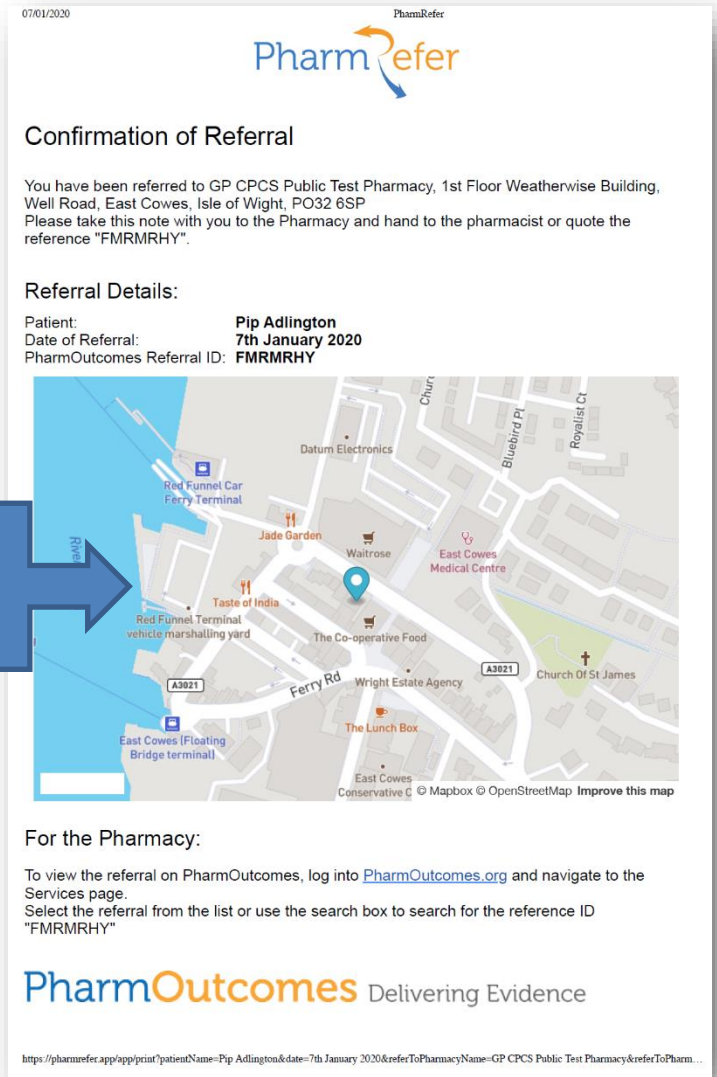 07/01/2020 PharmRefer
PharmRefer
Confirmation of Referral
You have been referred to GP CPCS Public Test Pharmacy, 1st Floor Weatherwise Building,
Well Road, East Cowes, Isle of Wight, PO32 6SP
Please take this note with you to the Pharmacy and hand to the pharmacist or quote the
reference "FMRMRHY".
Referral Details:
Patient: Pip Adlington
Date of Referral: 7th January 2020
PharmOutcomes Referral ID: FMRMRHY
Churc
Bluebird Pl
Royalist Ct
Datum Electronics
Red Funnel Car
Ferry Terminal
Jade Garden
Waitrose
East Cowes
Medical Centre
River
Taste of India
Red Funnel Terminal
vehicle marshalling yard
The Co-operative Food
A3021
Ferry Rd
Wright Estate Agency
A3021
Church Of St James
The Lunch Box
East Cowes (Floating
Bridge terminal)
East Cowes
Conservative C
© Mapbox © OpenStreetMap Improve this map
For the Pharmacy:
To view the referral on PharmOutcomes, log into PharmOutcomes.org and navigate to the
Services page.
Select the referral from the list or use the search box to search for the reference ID
"FMRMRHY"
PharmOutcomes Delivering Evidence
https://pharmrefer.app/app/print?patientName=Pip Adlington&date=7th January 2020&referToPharmacyName=GP CPCS Public Test Pharmacy&referToPharm…